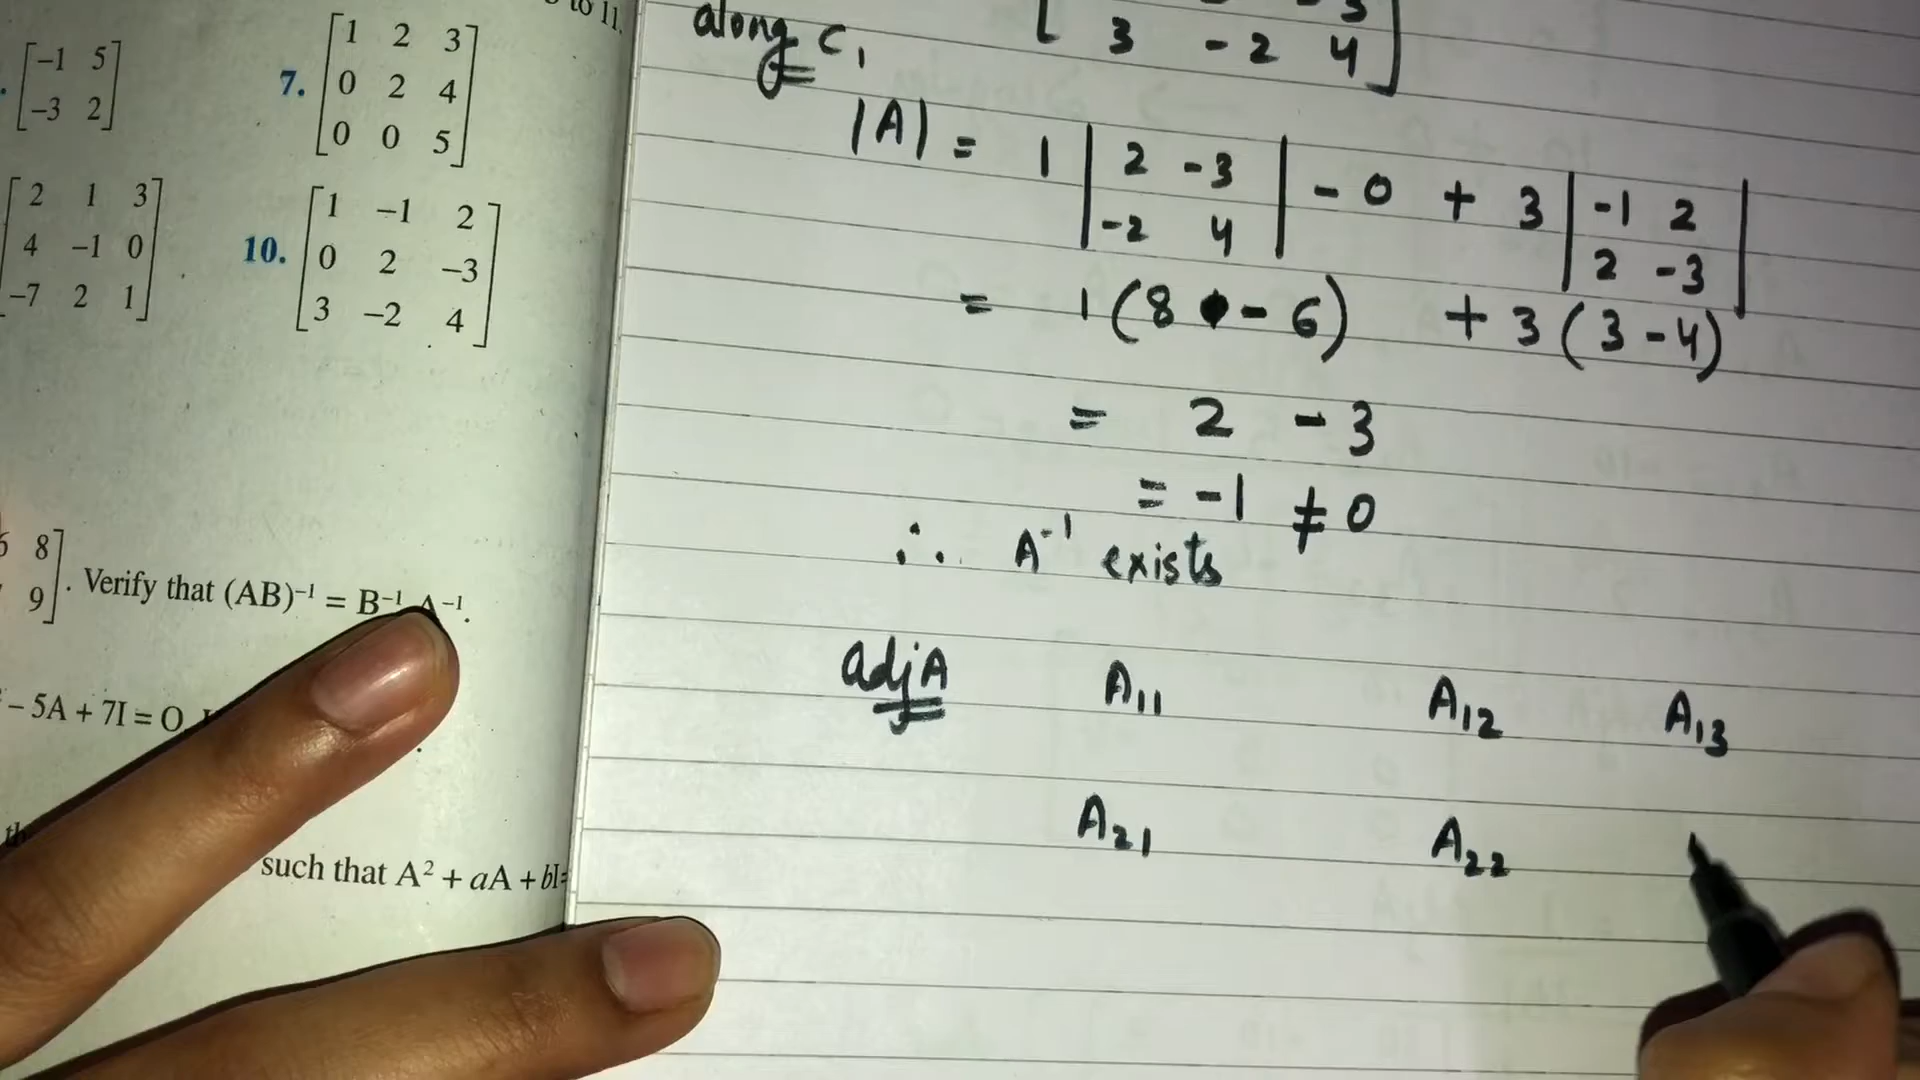 to 11.
[-1 5
-3 2]
7. [1 2 3
0 2 4
0 0 5]
[2 1 3
4 -1 0
-7 2 1]
10. [1 -1 2
0 2 -3
3 -2 4]
8
9]. Verify that (AB)⁻¹ = B⁻¹ A⁻¹.
– 5A + 7I = O
such that A² + aA + bI =
along C₁
3 -2 4]
|A| = 1 |2 -3
-2 4| - 0 + 3 |-1 2
2 -3|
= 1(8 - 6) + 3(3 - 4)
= 2 - 3
= -1 ≠ 0
∴ A⁻¹ exists
adjA A₁₁ A₁₂ A₁₃
A₂₁ A₂₂